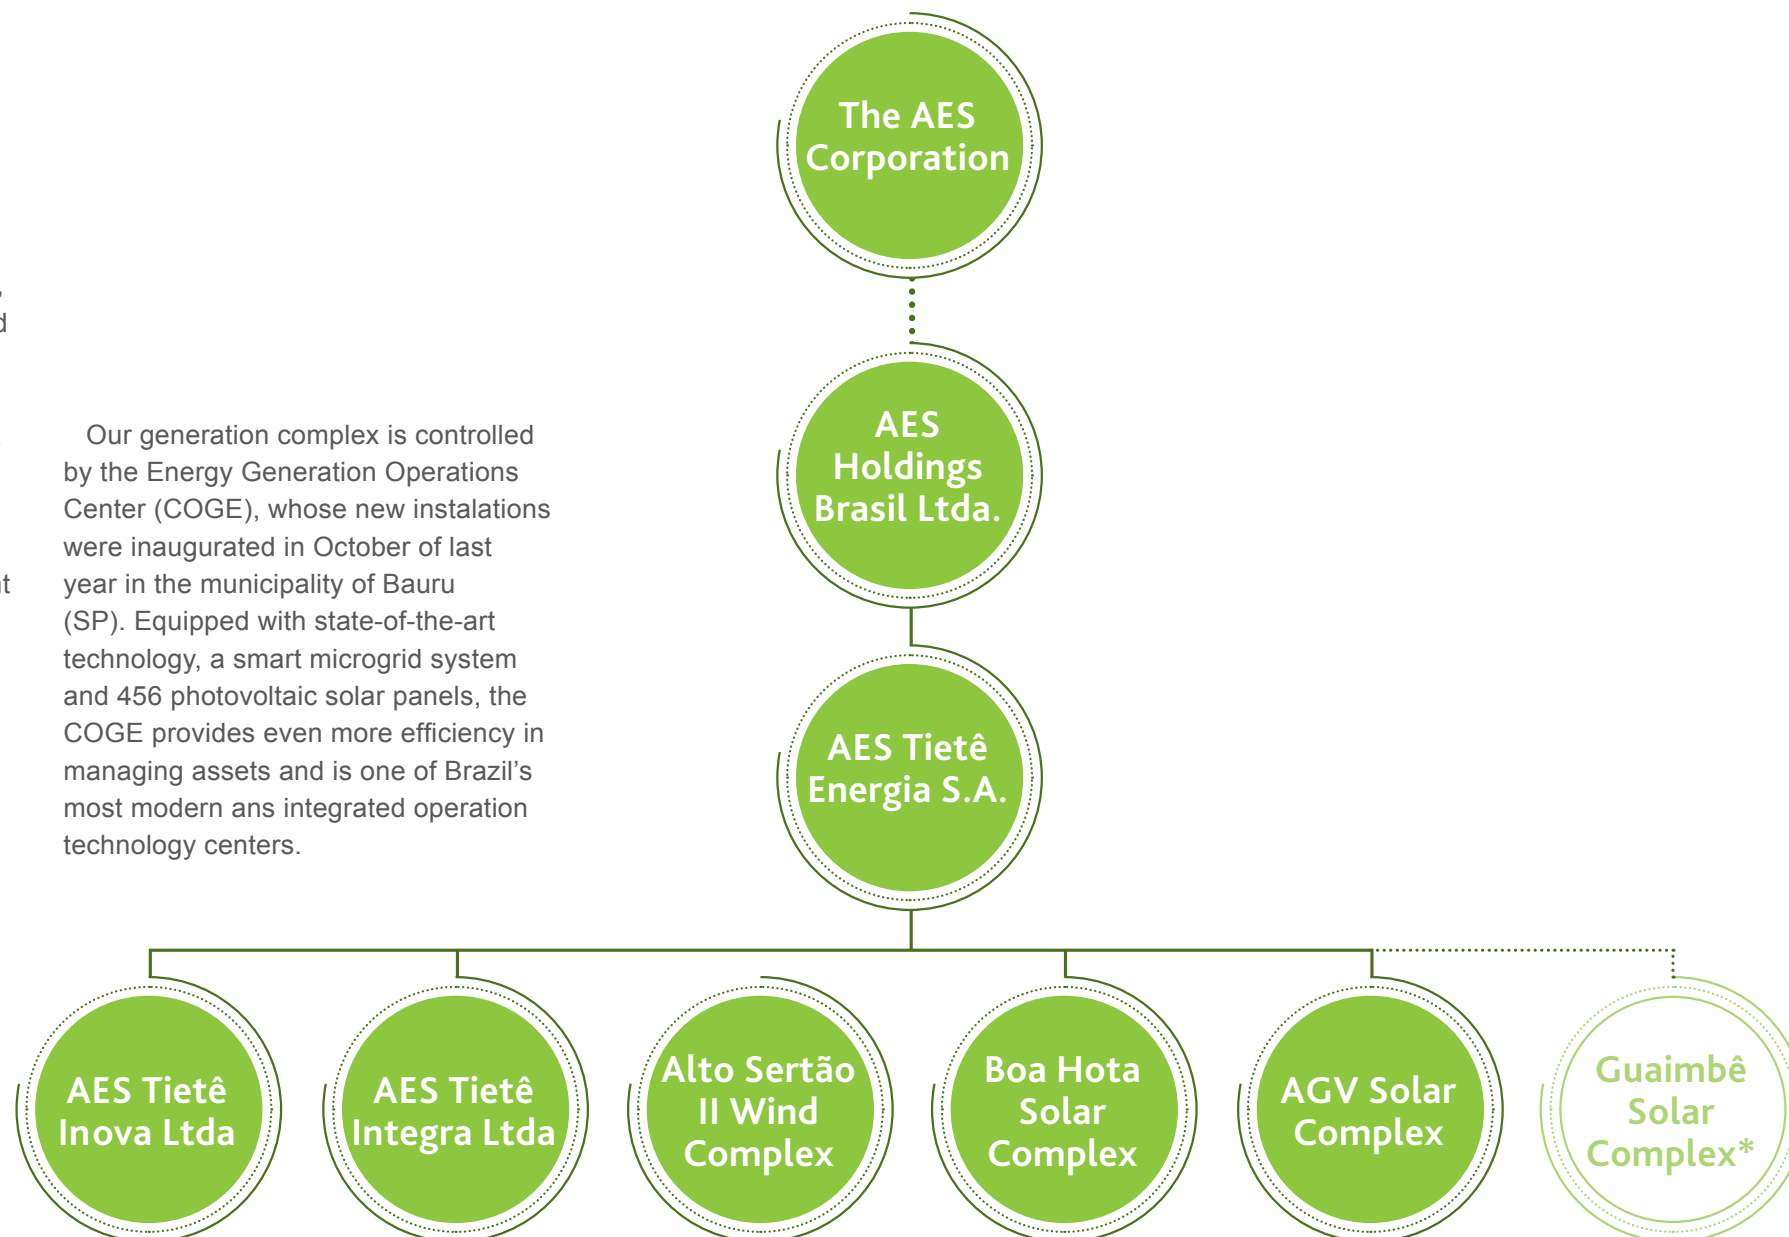 The AES
Corporation
AES
Holdings
Brasil Ltda.
Our generation complex is controlled
by the Energy Generation Operations
Center (COGE), whose new instalations
were inaugurated in October of last
year in the municipality of Bauru
(SP). Equipped with state-of-the-art
technology, a smart microgrid system
and 456 photovoltaic solar panels, the
COGE provides even more efficiency in
managing assets and is one of Brazil's
most modern ans integrated operation
technology centers.
AES Tietê
Energia S.A.
AES Tietê
Inova Ltda
AES Tietê
Integra Ltda
Alto Sertão
II Wind
Complex
Boa Hota
Solar
Complex
AGV Solar
Complex
Guaimbê
Solar
Complex*